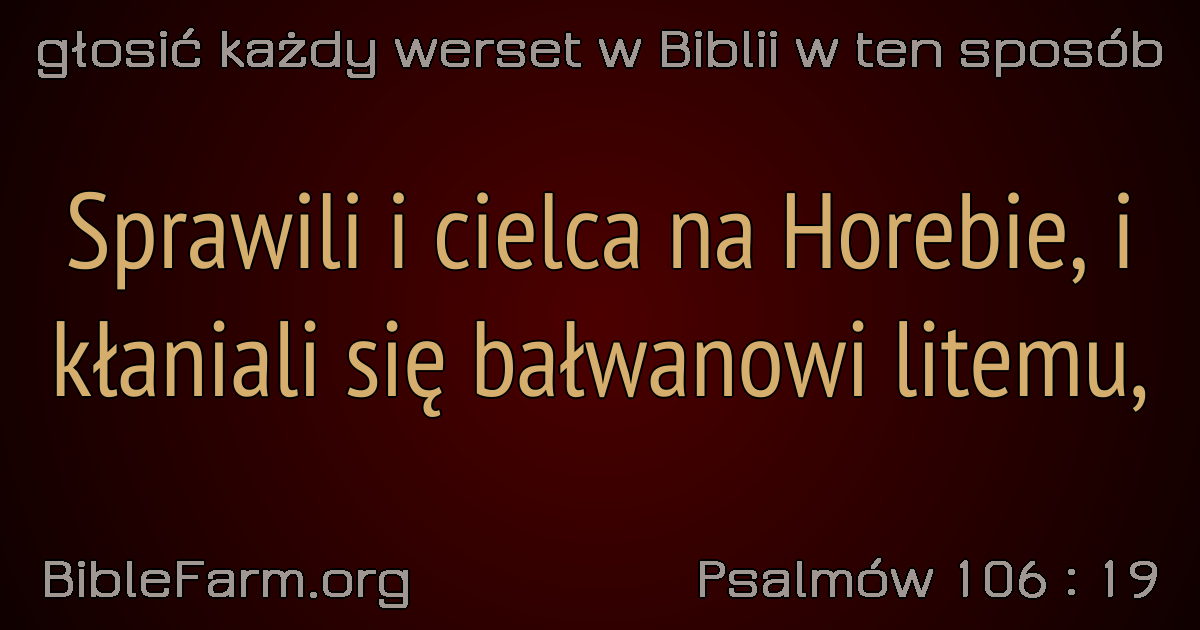 głosić każdy werset w Biblii w ten sposób
Sprawili i cielca na Horebie, i
kłaniali się bałwanowi litemu,
BibleFarm.org
Psalmów 106 : 19